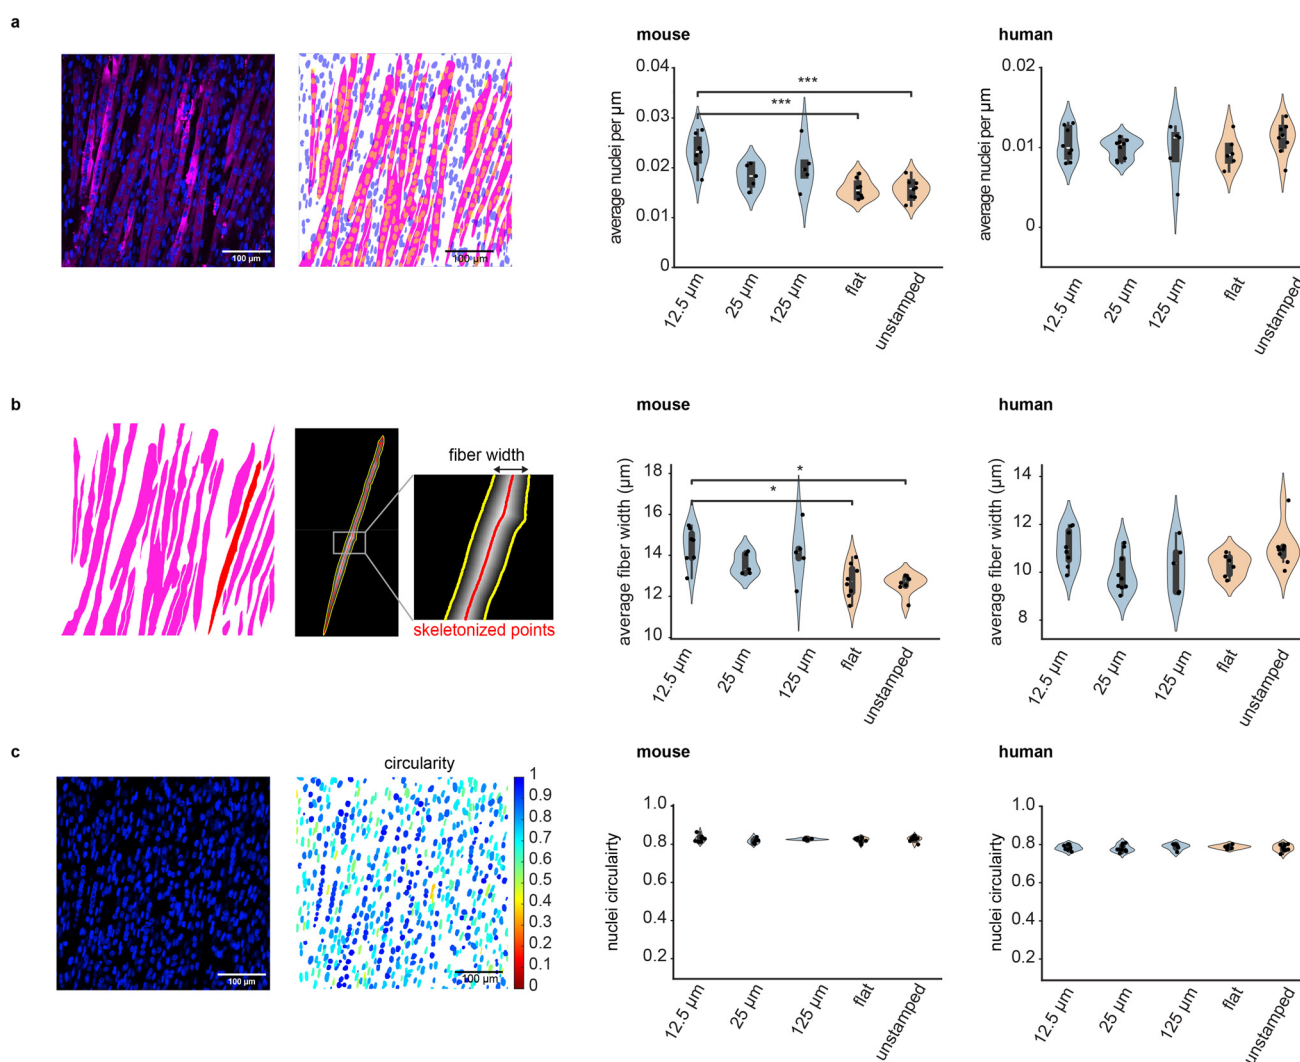 a
mouse
human
0.04
0.03
0.02
0.01
0
average nuclei per µm
***
***
12.5 µm
25 µm
125 µm
flat
unstamped
0.02
0.01
0
average nuclei per µm
12.5 µm
25 µm
125 µm
flat
unstamped
100 µm
100 µm
b
mouse
human
fiber width
skeletonized points
18
16
14
12
10
average fiber width (µm)
*
*
12.5 µm
25 µm
125 µm
flat
unstamped
14
12
10
8
average fiber width (µm)
12.5 µm
25 µm
125 µm
flat
unstamped
c
mouse
human
circularity
1
0.9
0.8
0.7
0.6
0.5
0.4
0.3
0.2
0.1
0
100 µm
100 µm
1.0
0.8
0.6
0.4
0.2
nuclei circulairty
12.5 µm
25 µm
125 µm
flat
unstamped
1.0
0.8
0.6
0.4
0.2
nuclei circulairty
12.5 µm
25 µm
125 µm
flat
unstamped